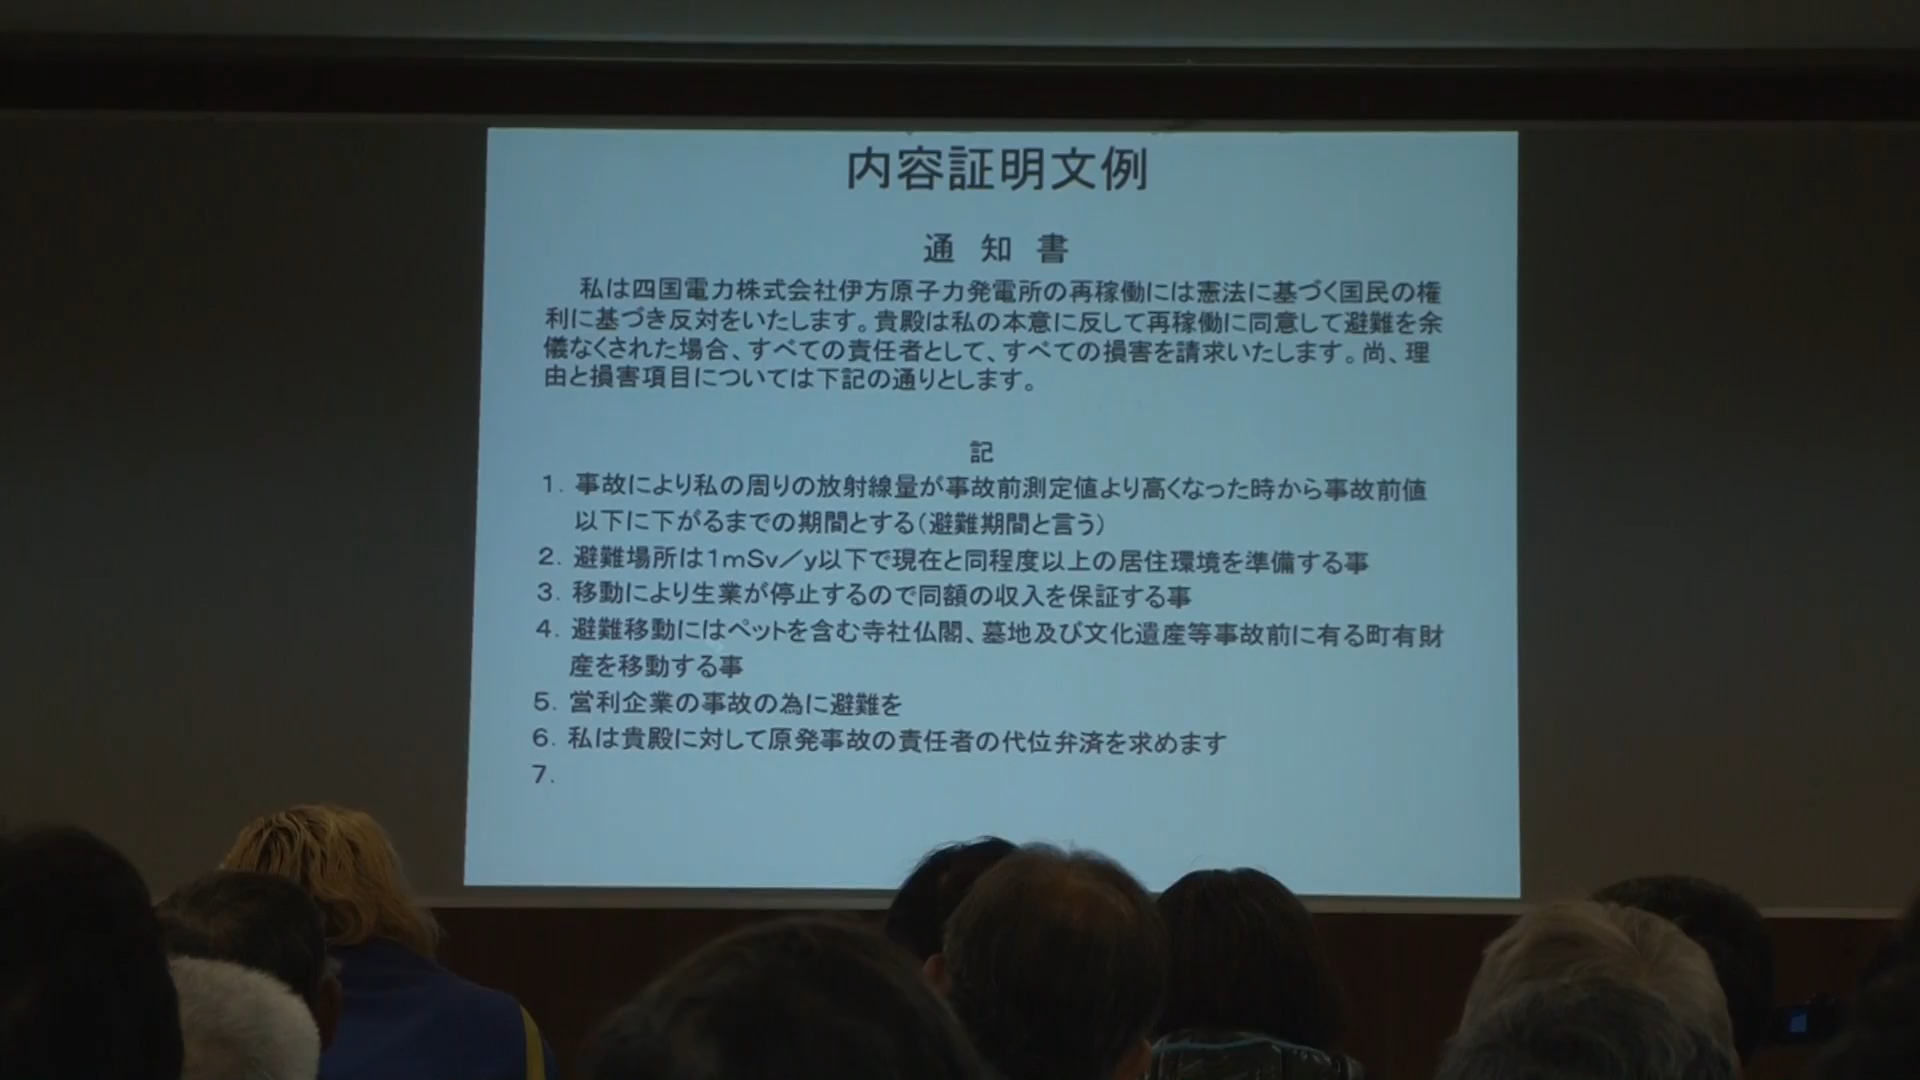 内容証明文例
通 知 書
私は四国電力株式会社伊方原子力発電所の再稼働には憲法に基づく国民の権
利に基づき反対をいたします。貴殿は私の本意に反して再稼働に同意して避難を余
儀なくされた場合、すべての責任者として、すべての損害を請求いたします。尚、理
由と損害項目については下記の通りとします。
記
1. 事故により私の周りの放射線量が事故前測定値より高くなった時から事故前値
以下に下がるまでの期間とする(避難期間と言う)
2. 避難場所は1mSv/y以下で現在と同程度以上の居住環境を準備する事
3. 移動により生業が停止するので同額の収入を保証する事
4. 避難移動にはペットを含む寺社仏閣、墓地及び文化遺産等事故前に有る町有財
産を移動する事
5. 営利企業の事故の為に避難を
6. 私は貴殿に対して原発事故の責任者の代位弁済を求めます
7.